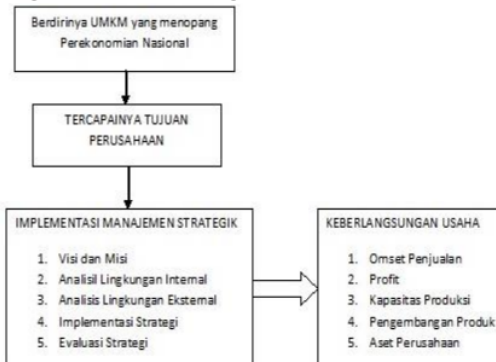 Berdirinya UMKM yang menopang
Perekonomian Nasional
TERCAPAINYA TUJUAN
PERUSAHAAN
IMPLEMENTASI MANAJEMEN STRATEGIK
1. Visi dan Misi
2. Analisil Lingkungan Internal
3. Analisis Lingkungan Eksternal
4. Implementasi Strategi
5. Evaluasi Strategi
KEBERLANGSUNGAN USAHA
1. Omset Penjualan
2. Profit
3. Kapasitas Produksi
4. Pengembangan Produk
5. Aset Perusahaan